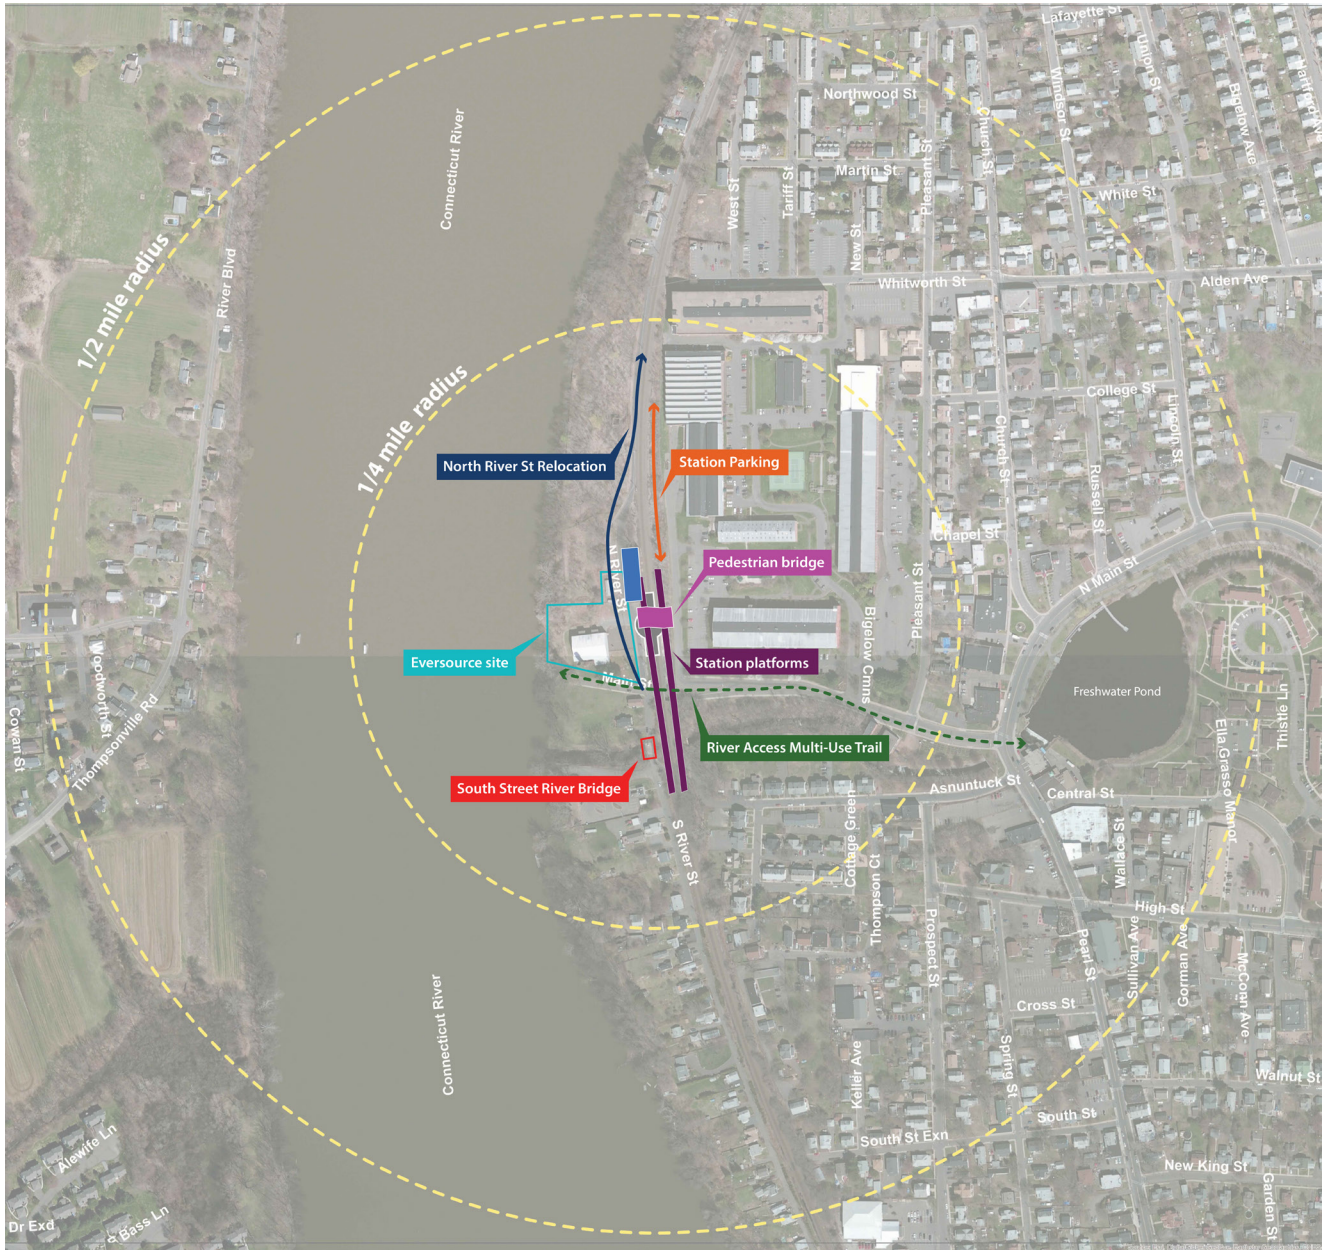 Lafayette St
Northwood St
Union St
Windsor St
Church St
Bigelow Ave
Connecticut River
West St
Tariff St
Martin St
Pleasant St
White St
New St
River Blvd
1/2 mile radius
Whitworth St
Alden Ave
1/4 mile radius
College St
Lincoln St
Church St
North River St Relocation
Station Parking
Russell St
Chapel St
N River St
Pedestrian bridge
N Main St
Pleasant St
Bigelow Cmns
Eversource site
Station platforms
Main St
Freshwater Pond
Woodworth St
Cowan St
Thompsonville Rd
River Access Multi-Use Trail
Thistle Ln
Ella Grasso Manor
South Street River Bridge
Asnuntuck St
Central St
S River St
Cottage Green
Thompson Ct
Wallace St
High St
Prospect St
Pearl St
Sullivan Ave
Gorman Ave
McConn Ave
Connecticut River
Cross St
Keller Ave
Spring St
Walnut St
South St
South St Exn
Alewife Ln
New King St
Garden St
Bass Ln
Dr Exd